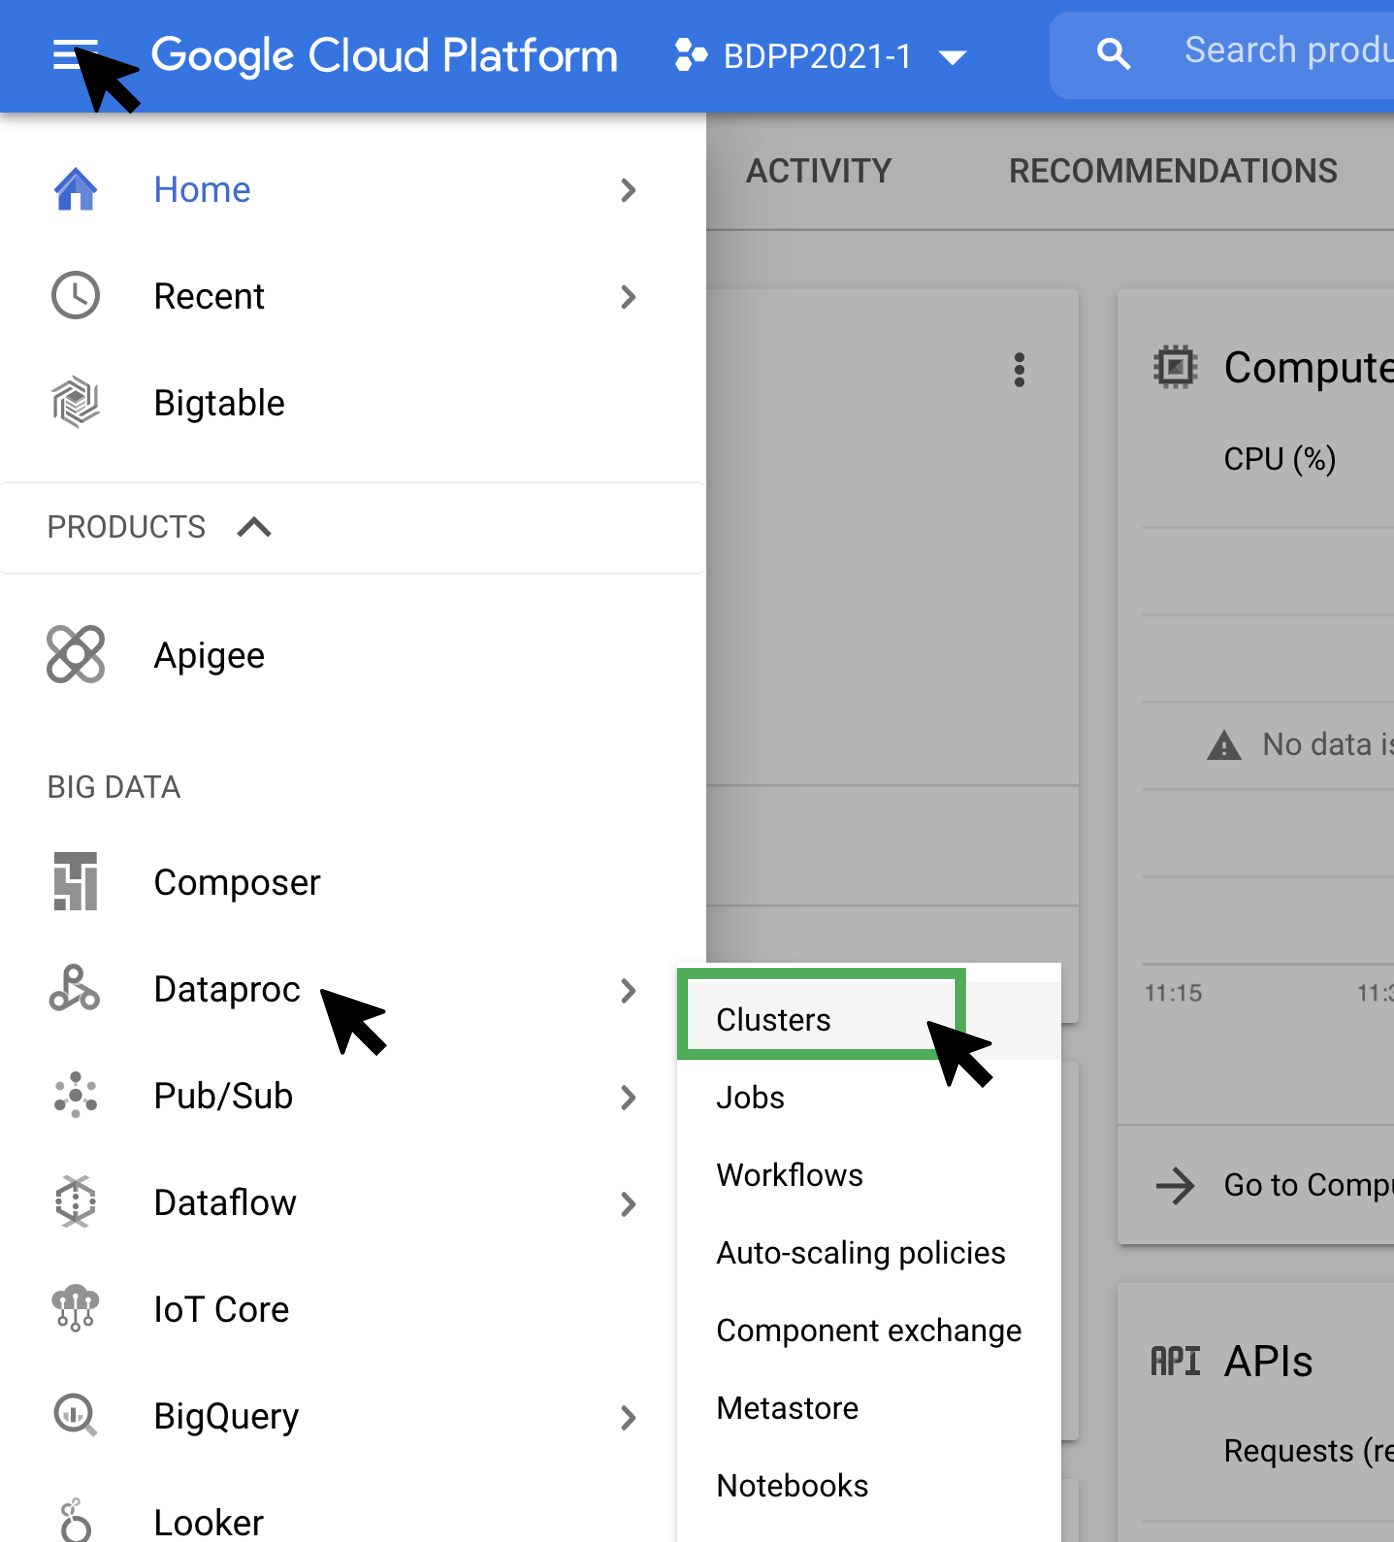 Google Cloud Platform
BDPP2021-1
Search produ
Home
Recent
Bigtable
PRODUCTS
Apigee
BIG DATA
Composer
Dataproc
Pub/Sub
Dataflow
IoT Core
BigQuery
Looker
Clusters
Jobs
Workflows
Auto-scaling policies
Component exchange
Metastore
Notebooks
ACTIVITY
RECOMMENDATIONS
Compute
CPU (%)
No data is
11:15
11:3
Go to Compu
API APIs
Requests (re